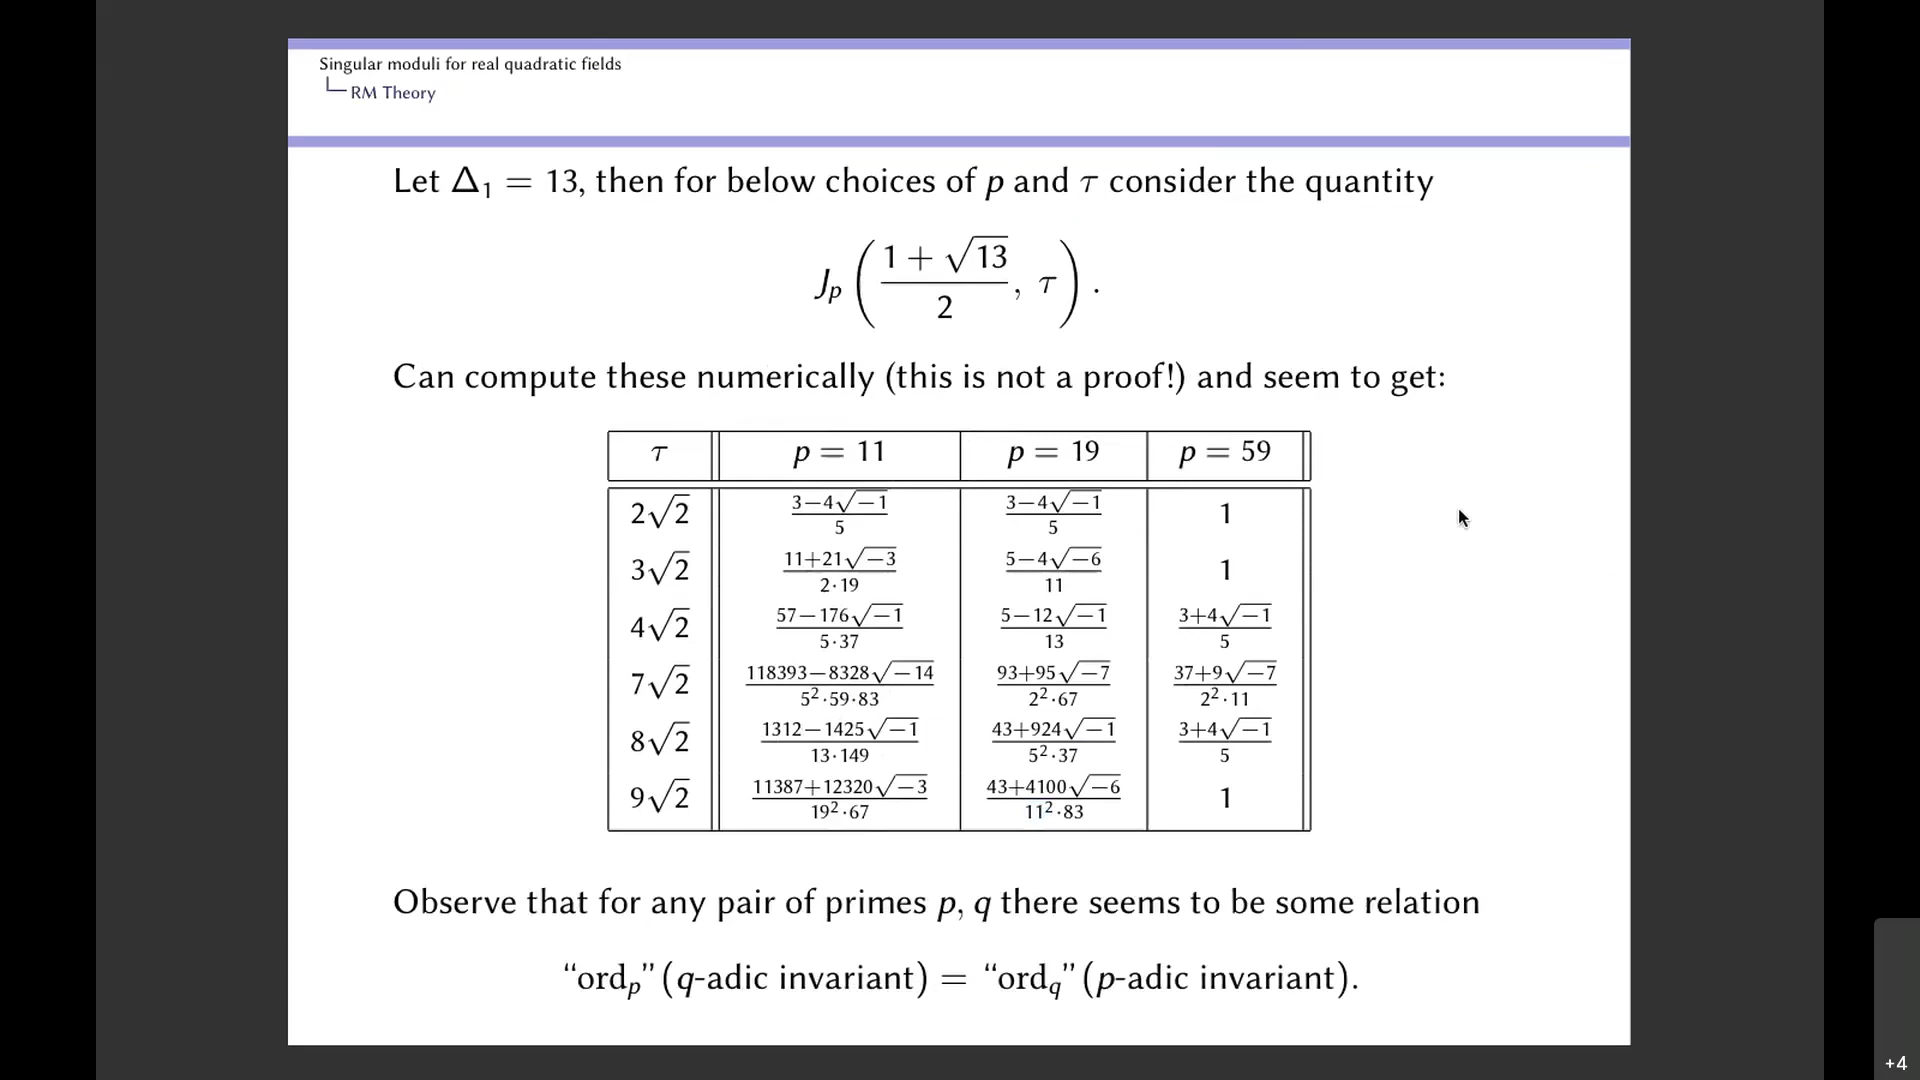 Singular moduli for real quadratic fields
RM Theory
Let Δ₁ = 13, then for below choices of p and τ consider the quantity
J_p ( (1 + √13)/2 , τ ) .
Can compute these numerically (this is not a proof!) and seem to get:
τ p = 11 p = 19 p = 59
2√2 (3−4√−1)/5 (3−4√−1)/5 1
3√2 (11+21√−3)/(2·19) (5−4√−6)/11 1
4√2 (57−176√−1)/(5·37) (5−12√−1)/13 (3+4√−1)/5
7√2 (118393−8328√−14)/(5²·59·83) (93+95√−7)/(2²·67) (37+9√−7)/(2²·11)
8√2 (1312−1425√−1)/(13·149) (43+924√−1)/(5²·37) (3+4√−1)/5
9√2 (11387+12320√−3)/(19²·67) (43+4100√−6)/(11²·83) 1
Observe that for any pair of primes p, q there seems to be some relation
“ord_p” (q-adic invariant) = “ord_q” (p-adic invariant).
+4